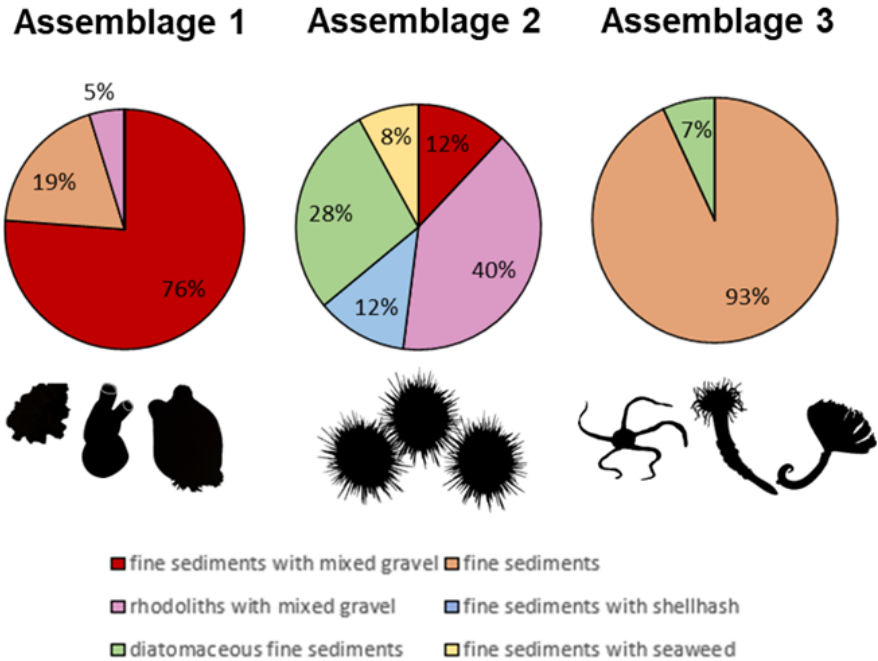 Assemblage 1 Assemblage 2 Assemblage 3
5%
19%
76%
8%
12%
28%
40%
12%
7%
93%
fine sediments with mixed gravel fine sediments
rhodoliths with mixed gravel fine sediments with shellhash
diatomaceous fine sediments fine sediments with seaweed